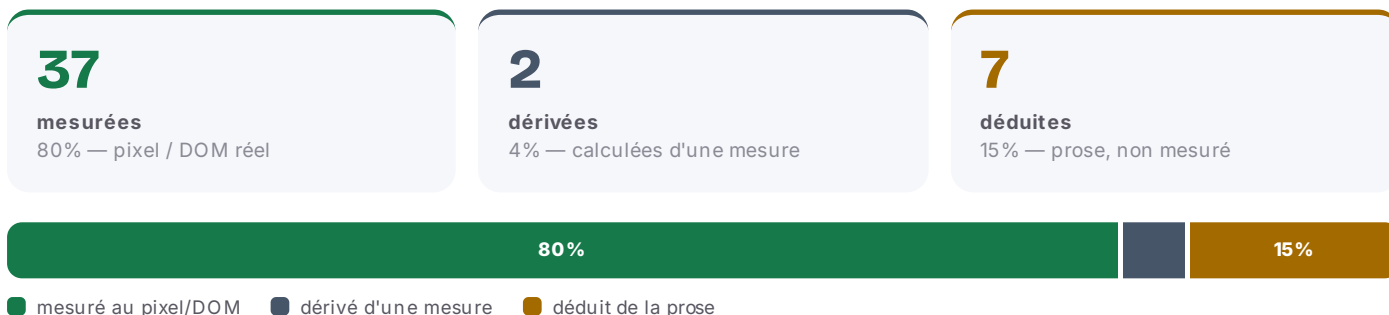 37
mesurées
80% — pixel / DOM réel
2
dérivées
4% — calculées d'une mesure
7
déduites
15% — prose, non mesuré
80%
15%
mesuré au pixel/DOM
dérivé d'une mesure
déduit de la prose